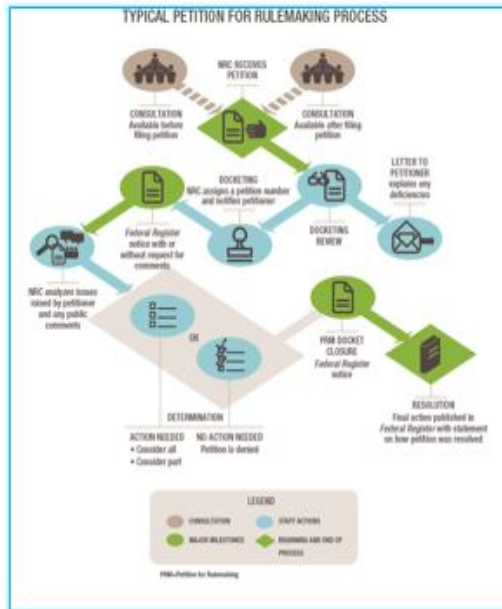 TYPICAL PETITION FOR RULEMAKING PROCESS
NRC RECEIVES
PETITION
CONSULTATION
Available before
filing petition
CONSULTATION
Available after filing
petition
LETTER TO
PETITIONER
explains any
deficiencies
DOCKETING
NRC assigns a petition number
and notifies petitioner
DOCKETING
REVIEW
Federal Register
notice with or
without request for
comments
NRC analyzes issues
raised by petitioner
and any public
comments
OR
PRM DOCKET
CLOSURE
Federal Register
notice
RESOLUTION
Final action published in
Federal Register with statement
on how petition was resolved
DETERMINATION
ACTION NEEDED
• Consider all
• Consider part
NO ACTION NEEDED
Petition is denied
LEGEND
CONSULTATION
STAFF ACTIONS
MAJOR MILESTONES
BEGINNING AND END OF
PROCESS
PRM=Petition for Rulemaking